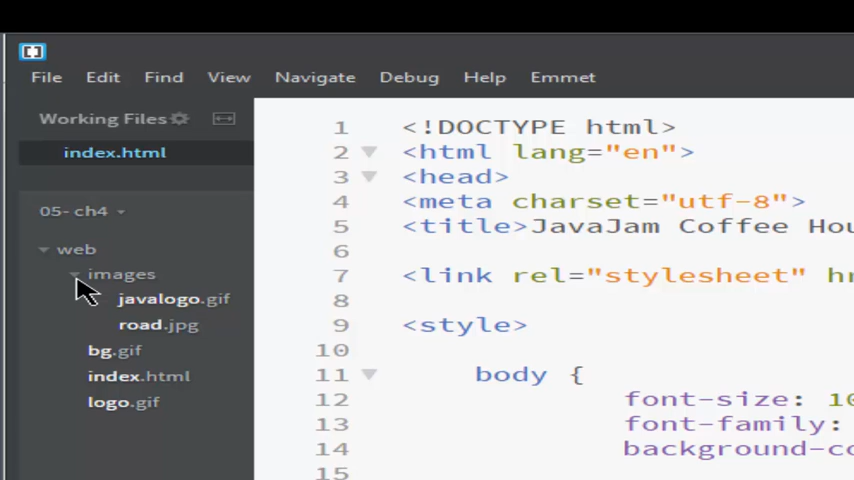 File Edit Find View Navigate Debug Help Emmet
Working Files
index.html
05- ch4
web
images
javalogo.gif
road.jpg
bg.gif
index.html
logo.gif
1 <!DOCTYPE html>
2 <html lang="en">
3 <head>
4 <meta charset="utf-8">
5 <title>JavaJam Coffee Hou
6
7 <link rel="stylesheet" h
8
9 <style>
10
11 body {
12 font-size: 10
13 font-family:
14 background-co
15